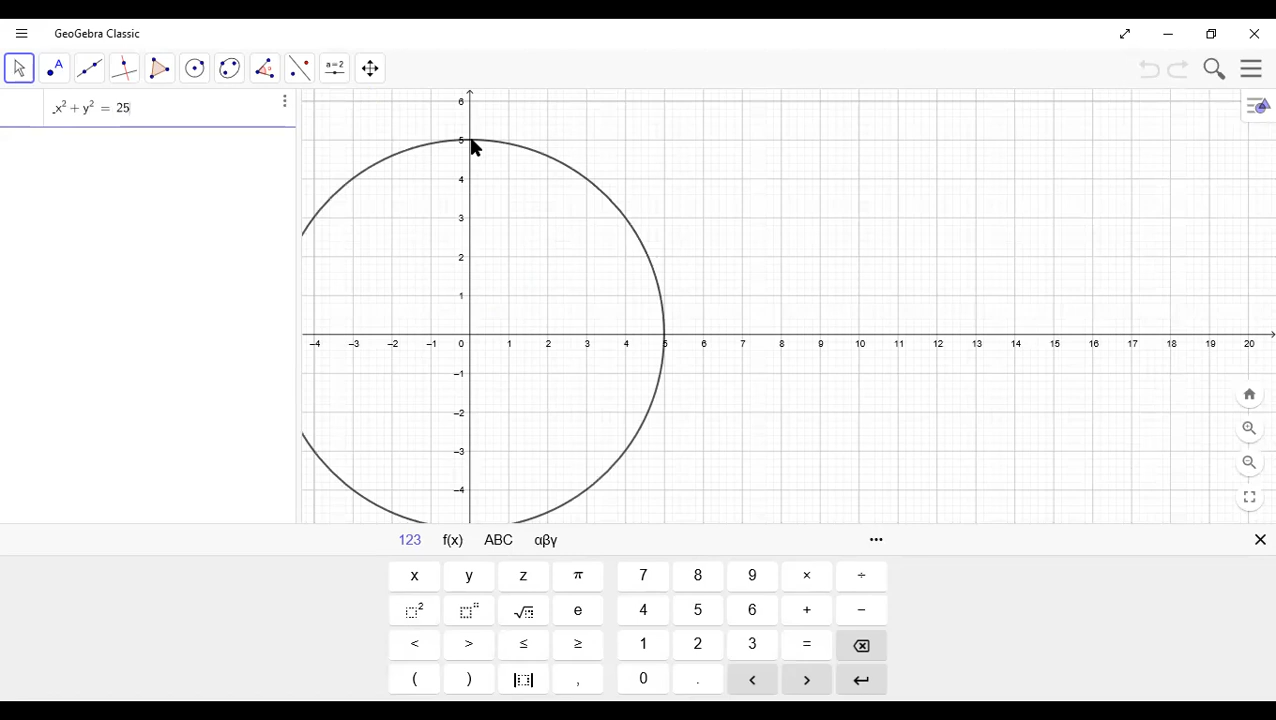 GeoGebra Classic
A
a=2
x² + y² = 25
6
5
4
3
2
1
-4 -3 -2 -1 0 1 2 3 4 5 6 7 8 9 10 11 12 13 14 15 16 17 18 19 20
-1
-2
-3
-4
123 f(x) ABC αβγ ...
x y z π 7 8 9 × ÷
□² □□ √□ e 4 5 6 + −
< > ≤ ≥ 1 2 3 =
( ) |□| , 0 . < >